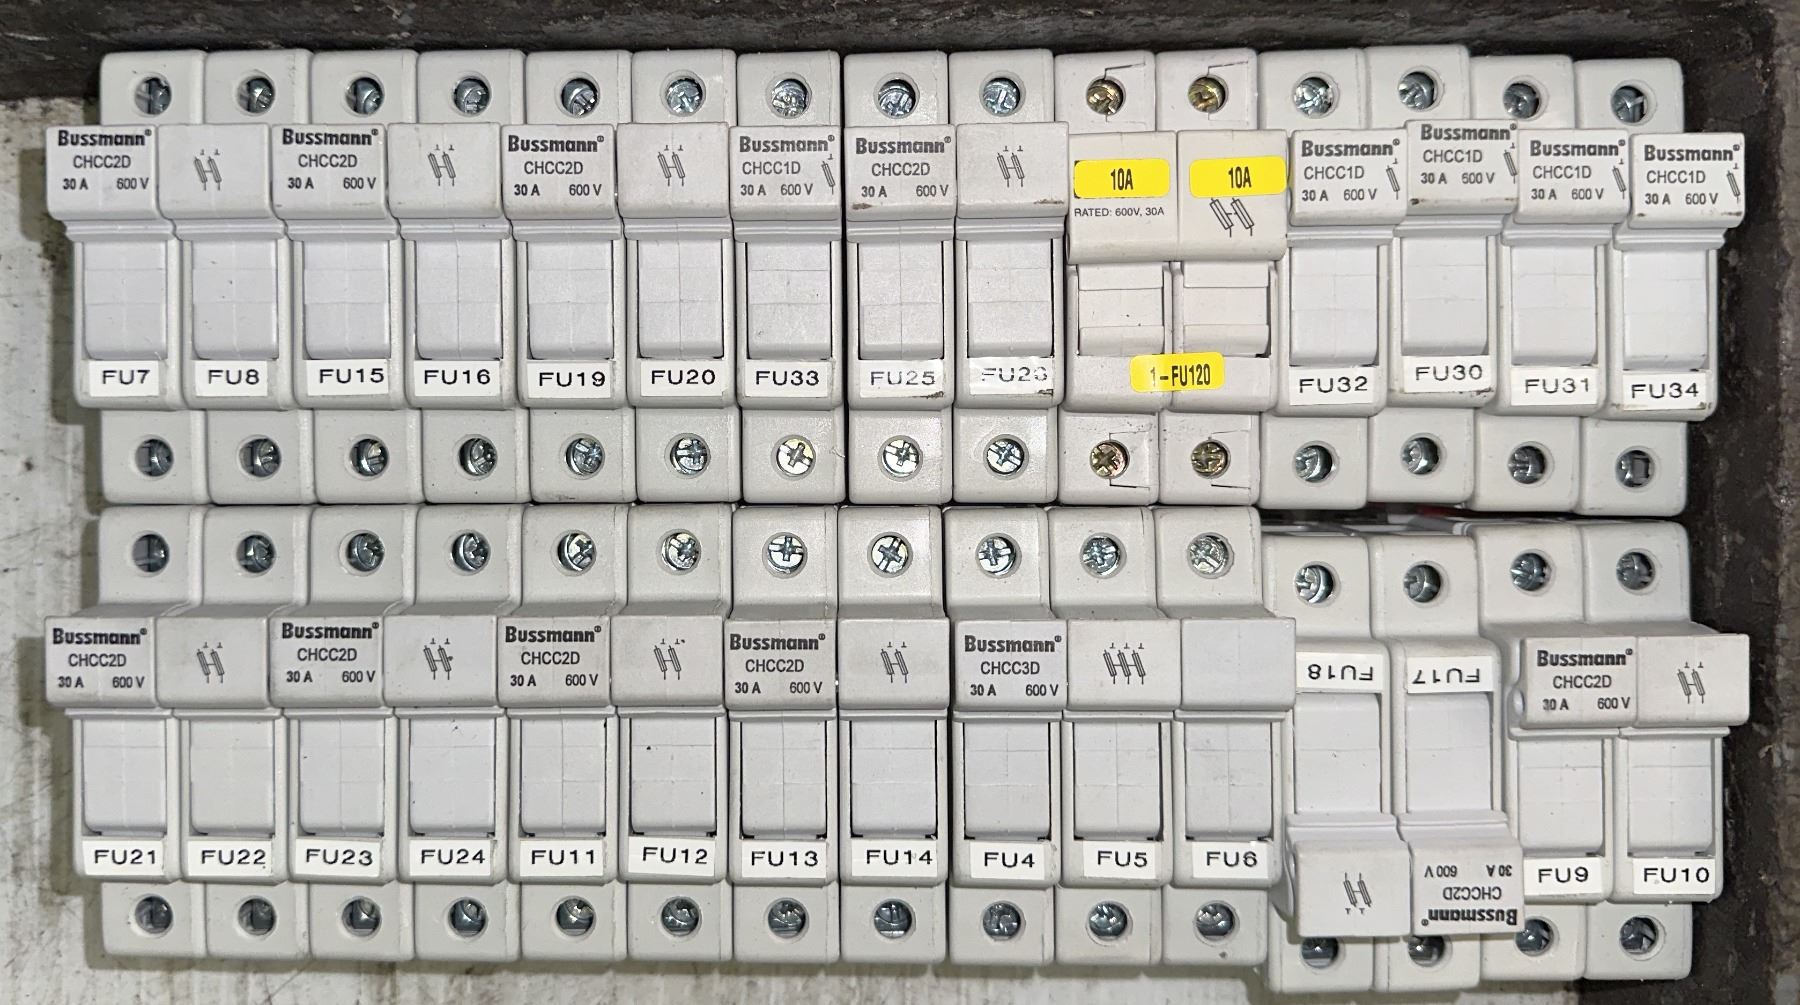 Bussmann®
CHCC2D
30 A 600 V
Bussmann®
CHCC2D
30 A 600 V
Bussmann®
CHCC2D
30 A 600 V
Bussmann®
CHCC1D
30 A 600 V
Bussmann®
CHCC2D
30 A 600 V
10A
RATED: 600V, 30A
10A
Bussmann®
CHCC1D
30 A 600 V
Bussmann®
CHCC1D
30 A 600 V
Bussmann®
CHCC1D
30 A 600 V
Bussmann®
CHCC1D
30 A 600 V
FU7
FU8
FU15
FU16
FU19
FU20
FU33
FU25
FU26
1-FU120
FU32
FU30
FU31
FU34
Bussmann®
CHCC2D
30 A 600 V
Bussmann®
CHCC2D
30 A 600 V
Bussmann®
CHCC2D
30 A 600 V
Bussmann®
CHCC2D
30 A 600 V
Bussmann®
CHCC3D
30 A 600 V
FU18
FU17
Bussmann®
CHCC2D
30 A 600 V
FU21
FU22
FU23
FU24
FU11
FU12
FU13
FU14
FU4
FU5
FU6
Bussmann®
CHCC2D
30 A 600 V
FU9
FU10